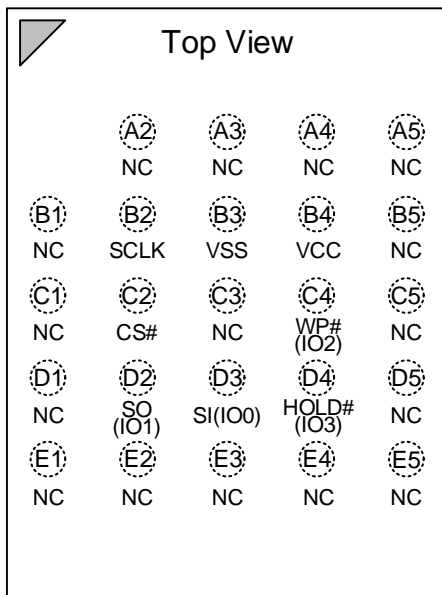 Top View
A2 A3 A4 A5
NC NC NC NC
B1 B2 B3 B4 B5
NC SCLK VSS VCC NC
C1 C2 C3 C4 C5
NC CS# NC WP# NC
(IO2)
D1 D2 D3 D4 D5
NC SO SI(IO0) HOLD# NC
(IO1) (IO3)
E1 E2 E3 E4 E5
NC NC NC NC NC